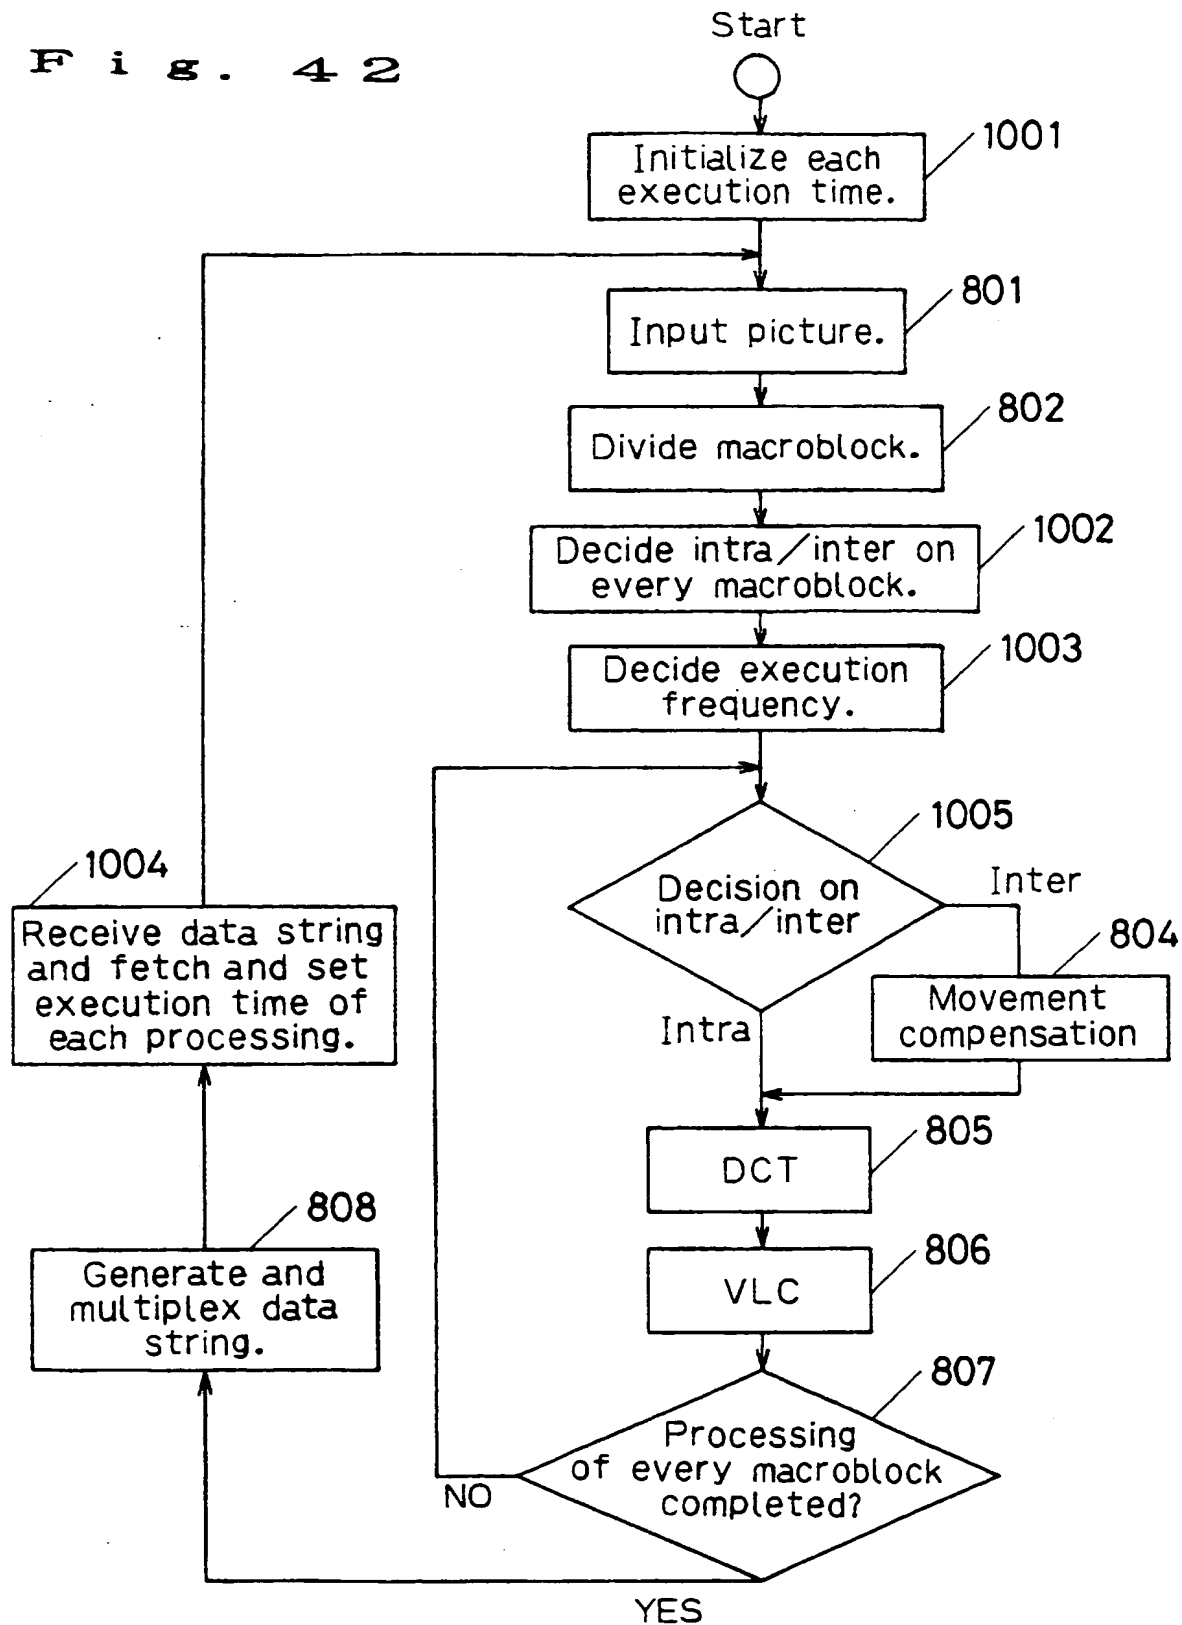 Fig. 42
Start
1001
Initialize each
execution time.
801
Input picture.
802
Divide macroblock.
1002
Decide intra/inter on
every macroblock.
1003
Decide execution
frequency.
1005
Decision on
intra/inter
Inter
Intra
804
Movement
compensation
805
DCT
806
VLC
807
Processing
of every macroblock
completed?
NO
YES
808
Generate and
multiplex data
string.
1004
Receive data string
and fetch and set
execution time of
each processing.